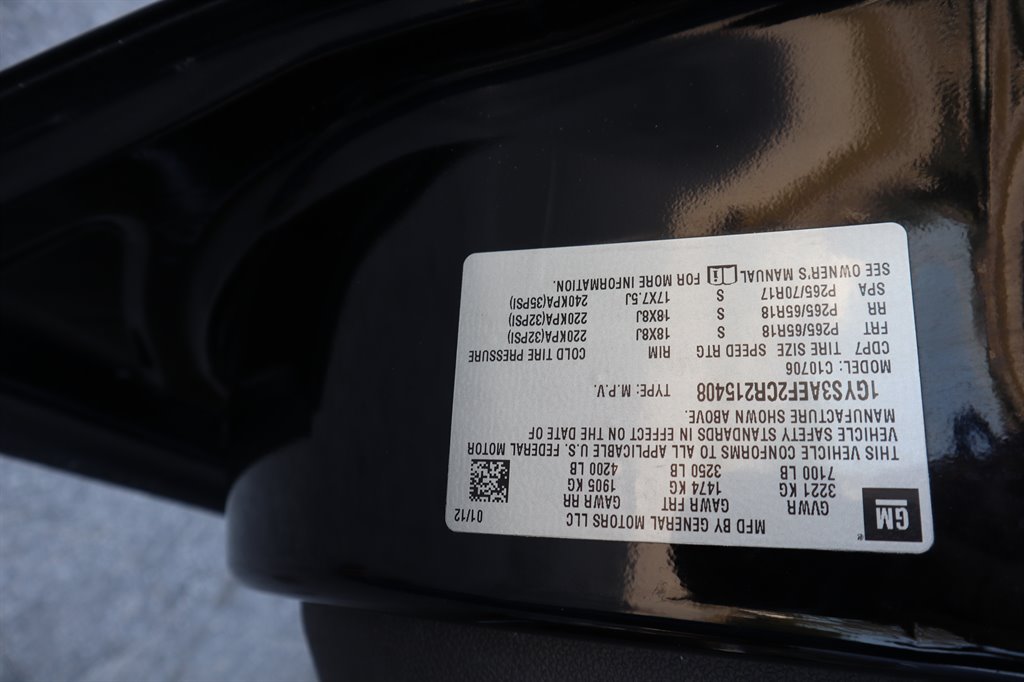 GM
MFD BY GENERAL MOTORS LLC 01/12
GVWR GAWR FRT GAWR RR
3221 KG 1474 KG 1905 KG
7100 LB 3250 LB 4200 LB
THIS VEHICLE CONFORMS TO ALL APPLICABLE U.S. FEDERAL MOTOR
VEHICLE SAFETY STANDARDS IN EFFECT ON THE DATE OF
MANUFACTURE SHOWN ABOVE.
1GYS3AEF2CR215408 TYPE: M.P.V.
MODEL: C10706
CDP7 TIRE SIZE SPEED RTG RIM COLD TIRE PRESSURE
FRT P265/65R18 S 18X8J 220KPA(32PSI)
RR P265/65R18 S 18X8J 220KPA(32PSI)
SPA P265/70R17 S 17X7.5J 240KPA(35PSI)
SEE OWNER'S MANUAL FOR MORE INFORMATION.